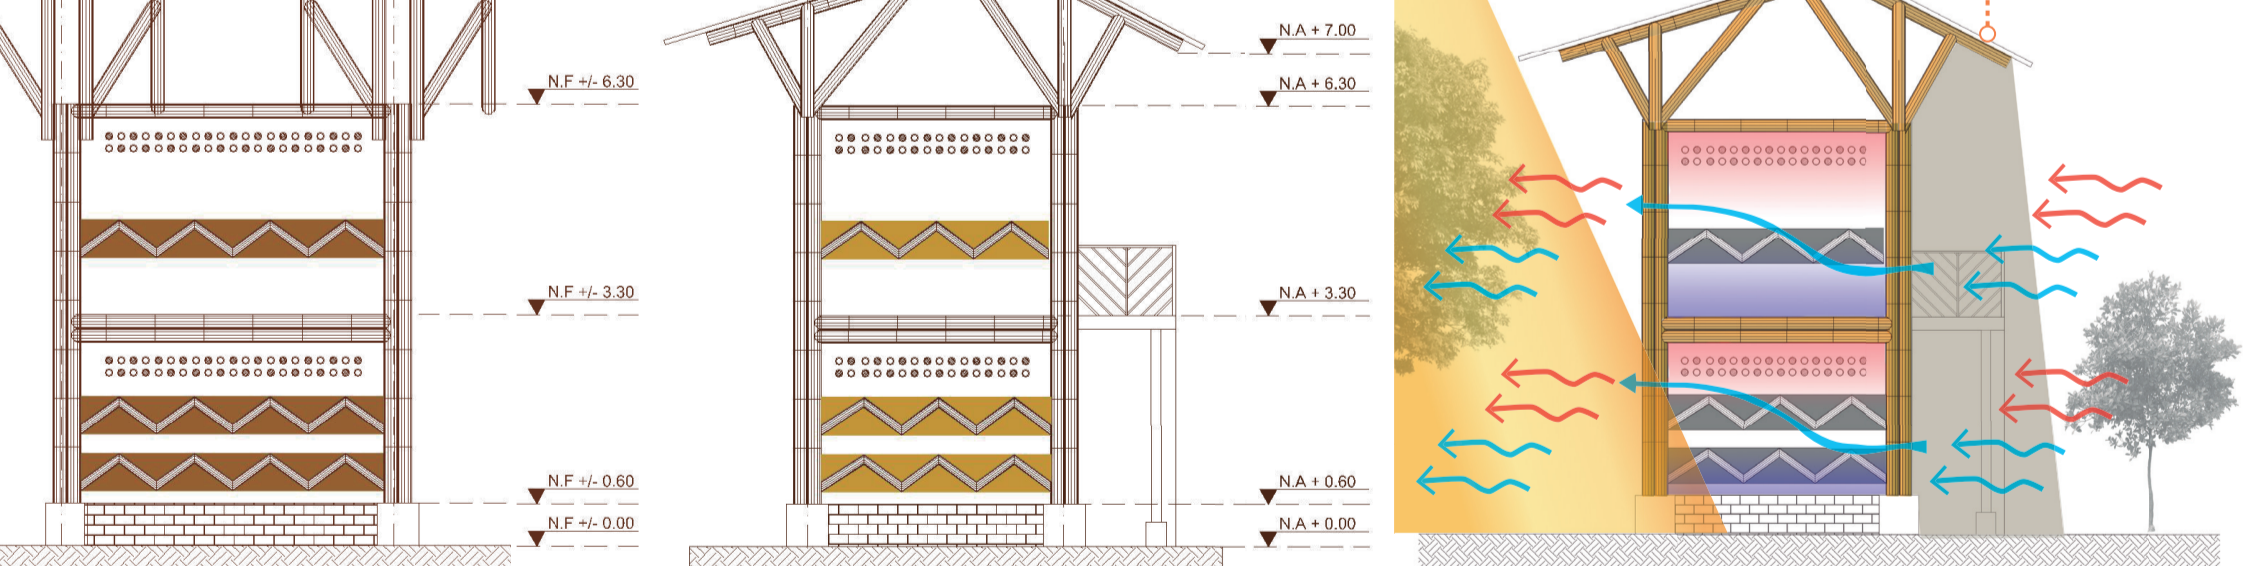 N.F +/- 6.30
N.F +/- 3.30
N.F +/- 0.60
N.F +/- 0.00
N.A + 7.00
N.A + 6.30
N.A + 3.30
N.A + 0.60
N.A + 0.00